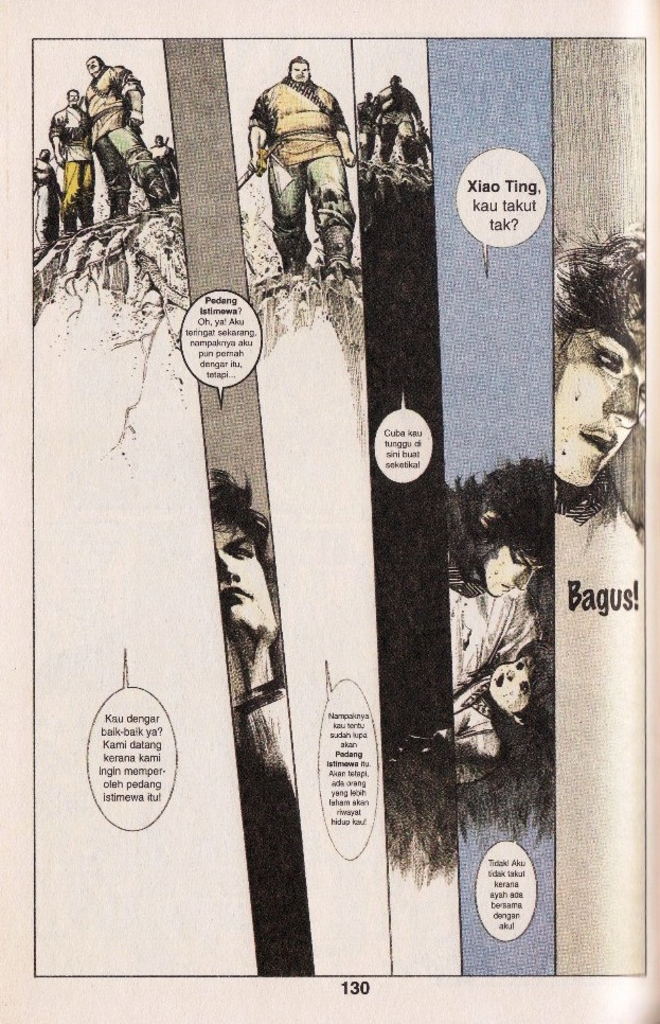 Kau dengar
baik-baik ya?
Kami datang
kerana kami
ingin memper-
oleh pedang
istimewa itu!
Pedang
Istimewa?
Oh, ya! Aku
teringat sekarang,
nampaknya aku
pun pernah
dengar itu,
tetapi...
Nampaknya
kau tentu
sudah lupa
akan
Pedang
Istimewa itu.
Akan tetapi,
ada orang
yang lebih
faham akan
riwayat
hidup kau!
Cuba kau
tunggu di
sini buat
seketika!
Xiao Ting,
kau takut
tak?
Tidak! Aku
tidak takut
kerana
ayah ada
bersama
dengan
aku!
Bagus!
130